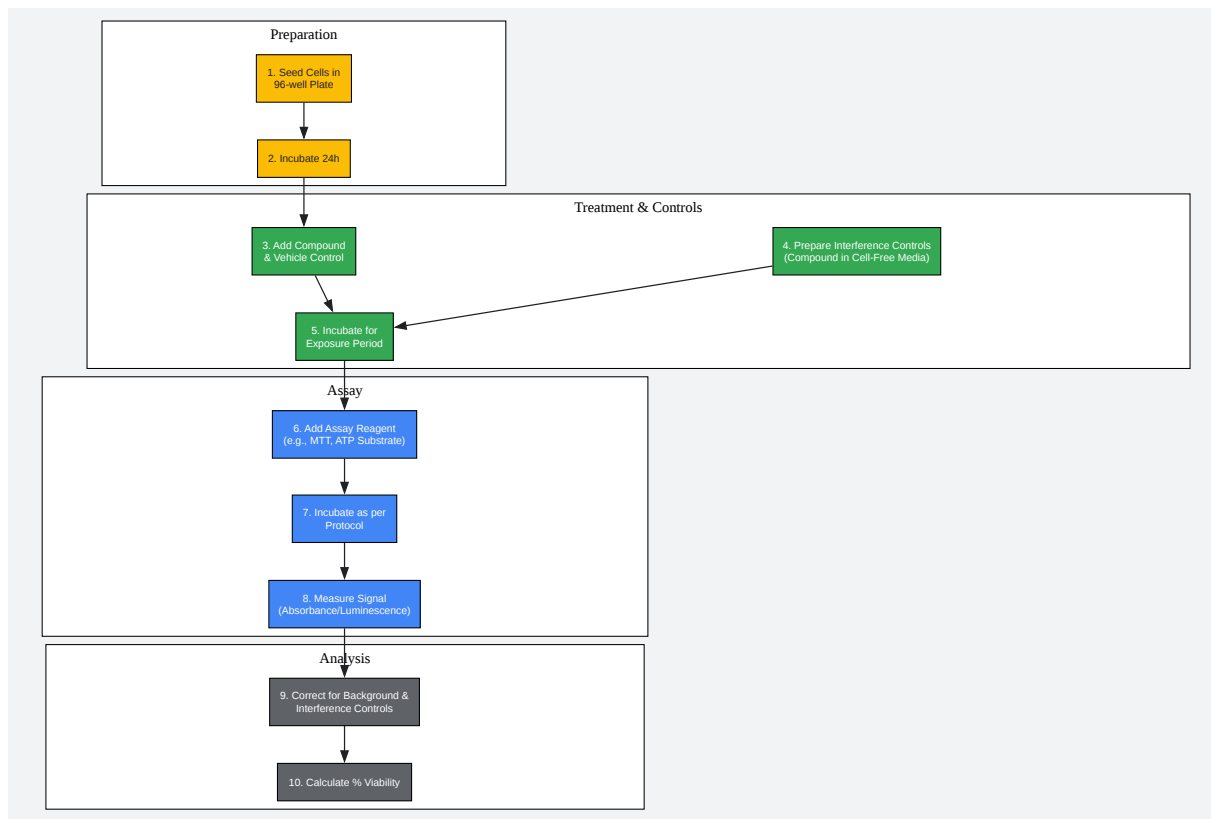 Preparation
1. Seed Cells in
96-well Plate
2. Incubate 24h
Treatment & Controls
3. Add Compound
& Vehicle Control
4. Prepare Interference Controls
(Compound in Cell-Free Media)
5. Incubate for
Exposure Period
Assay
6. Add Assay Reagent
(e.g., MTT, ATP Substrate)
7. Incubate as per
Protocol
8. Measure Signal
(Absorbance/Luminescence)
Analysis
9. Correct for Background &
Interference Controls
10. Calculate % Viability